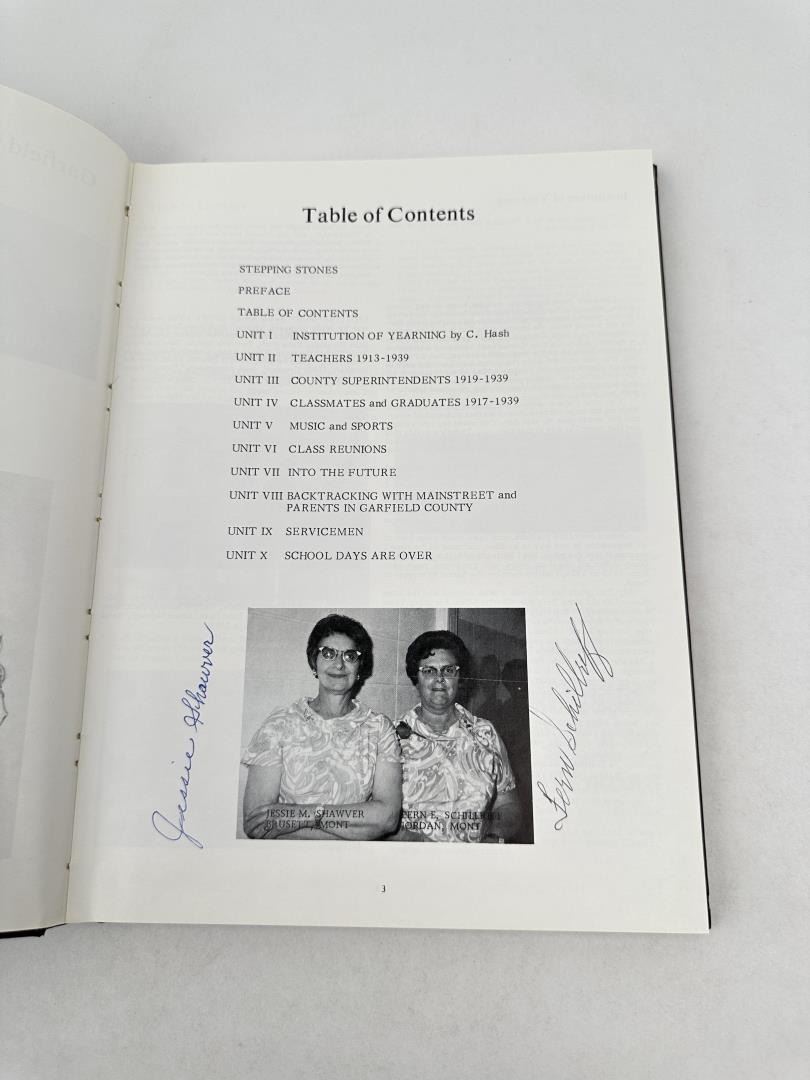 Table of Contents
STEPPING STONES
PREFACE
TABLE OF CONTENTS
UNIT I INSTITUTION OF YEARNING by C. Hash
UNIT II TEACHERS 1913-1939
UNIT III COUNTY SUPERINTENDENTS 1919-1939
UNIT IV CLASSMATES and GRADUATES 1917-1939
UNIT V MUSIC and SPORTS
UNIT VI CLASS REUNIONS
UNIT VII INTO THE FUTURE
UNIT VIII BACKTRACKING WITH MAINSTREET and
PARENTS IN GARFIELD COUNTY
UNIT IX SERVICEMEN
UNIT X SCHOOL DAYS ARE OVER
Jessie Shawver
JESSIE M. SHAWVER
BRUSETT, MONT
FERN E.
JORDAN, MONT
Fern
3